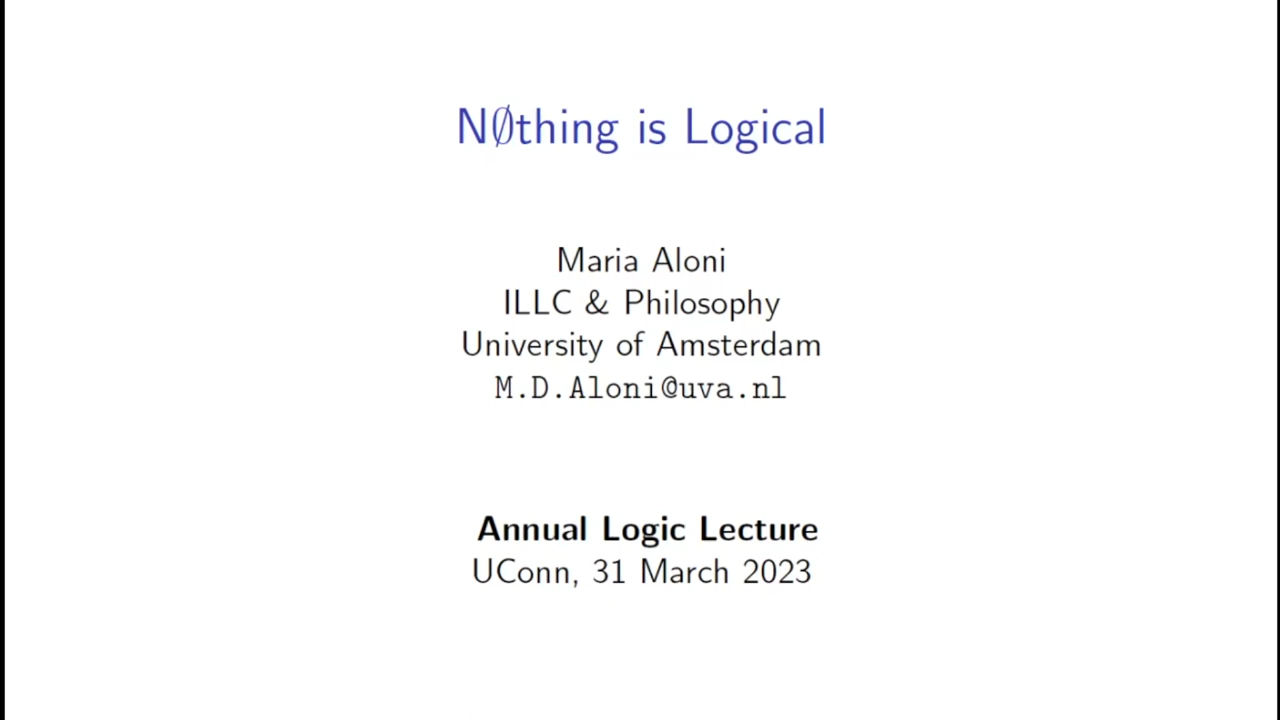 NØthing is Logical
Maria Aloni
ILLC & Philosophy
University of Amsterdam
M.D.Aloni@uva.nl
Annual Logic Lecture
UConn, 31 March 2023